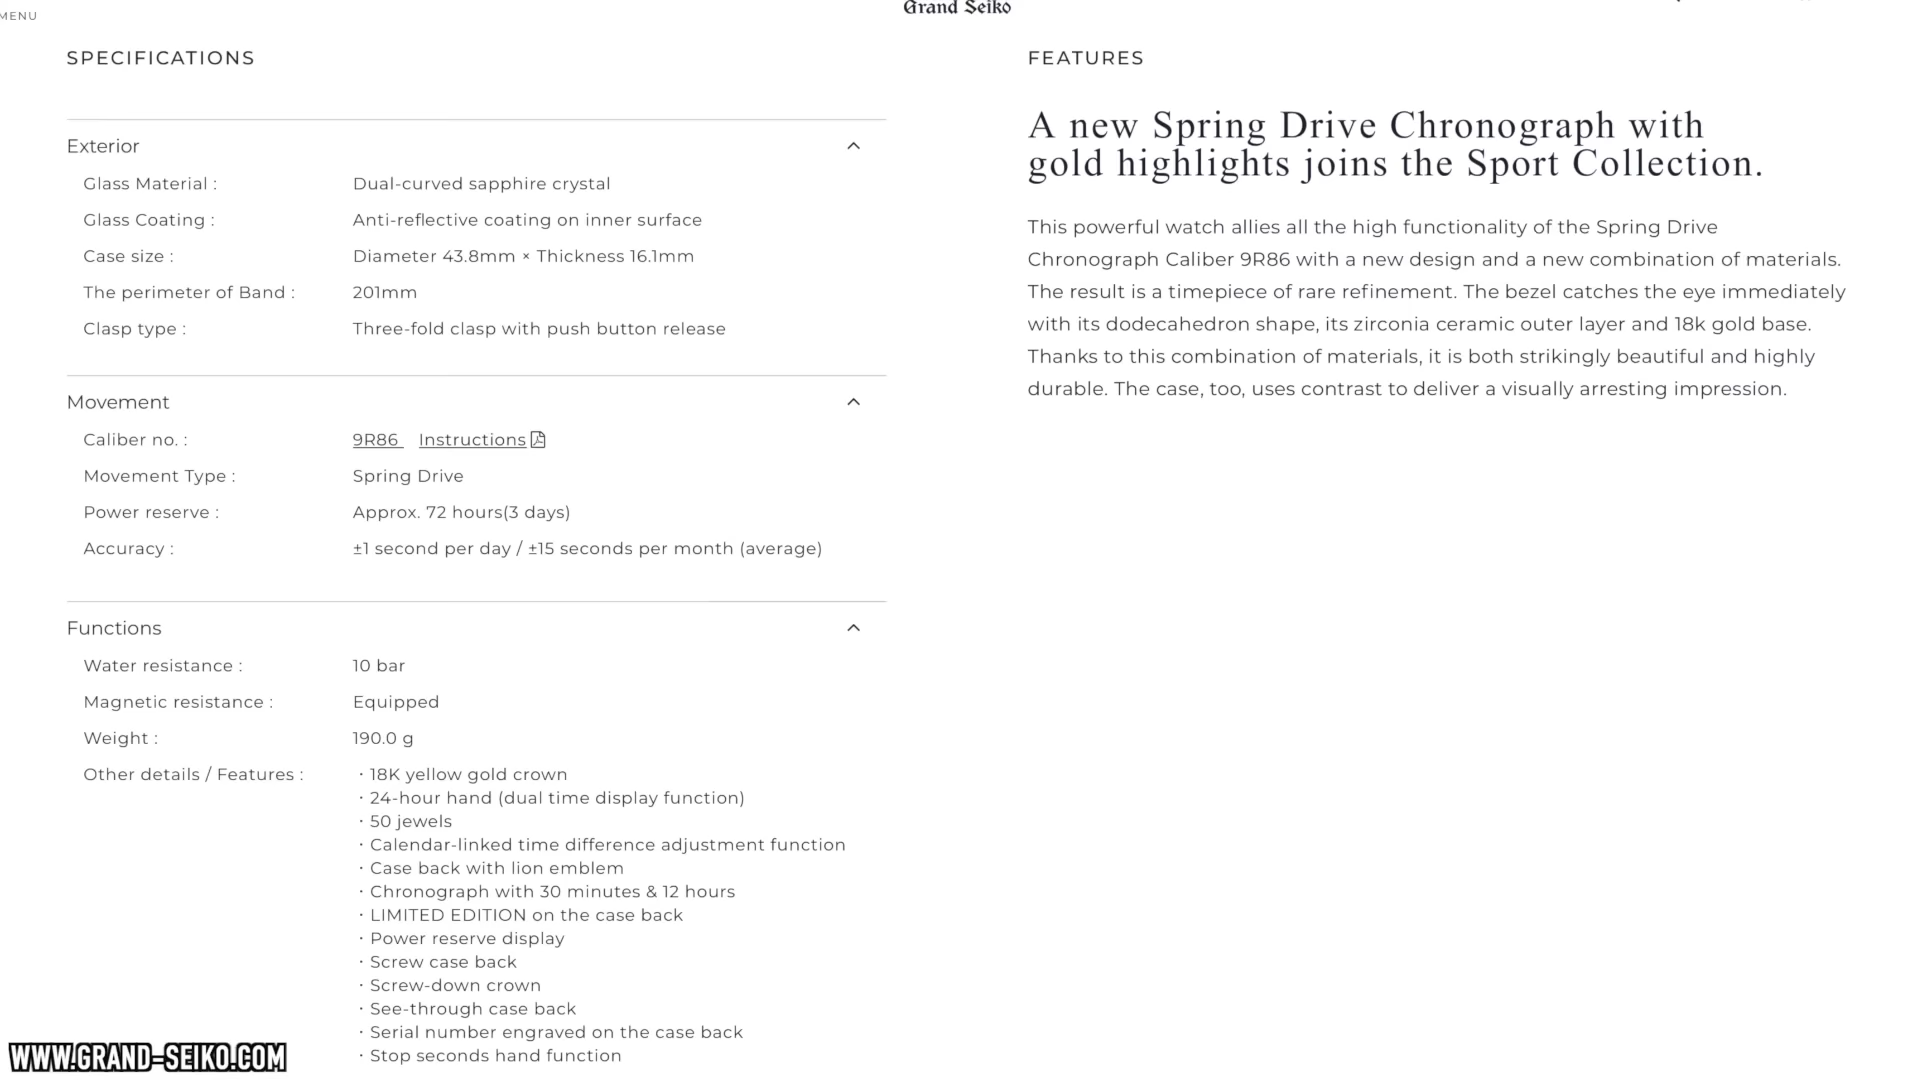 MENU
Grand Seiko
SPECIFICATIONS
Exterior
Glass Material : Dual-curved sapphire crystal
Glass Coating : Anti-reflective coating on inner surface
Case size : Diameter 43.8mm × Thickness 16.1mm
The perimeter of Band : 201mm
Clasp type : Three-fold clasp with push button release
Movement
Caliber no. : 9R86 Instructions
Movement Type : Spring Drive
Power reserve : Approx. 72 hours(3 days)
Accuracy : ±1 second per day / ±15 seconds per month (average)
Functions
Water resistance : 10 bar
Magnetic resistance : Equipped
Weight : 190.0 g
Other details / Features : ・18K yellow gold crown
・24-hour hand (dual time display function)
・50 jewels
・Calendar-linked time difference adjustment function
・Case back with lion emblem
・Chronograph with 30 minutes & 12 hours
・LIMITED EDITION on the case back
・Power reserve display
・Screw case back
・Screw-down crown
・See-through case back
・Serial number engraved on the case back
・Stop seconds hand function
FEATURES
A new Spring Drive Chronograph with
gold highlights joins the Sport Collection.
This powerful watch allies all the high functionality of the Spring Drive
Chronograph Caliber 9R86 with a new design and a new combination of materials.
The result is a timepiece of rare refinement. The bezel catches the eye immediately
with its dodecahedron shape, its zirconia ceramic outer layer and 18k gold base.
Thanks to this combination of materials, it is both strikingly beautiful and highly
durable. The case, too, uses contrast to deliver a visually arresting impression.
WWW.GRAND-SEIKO.COM